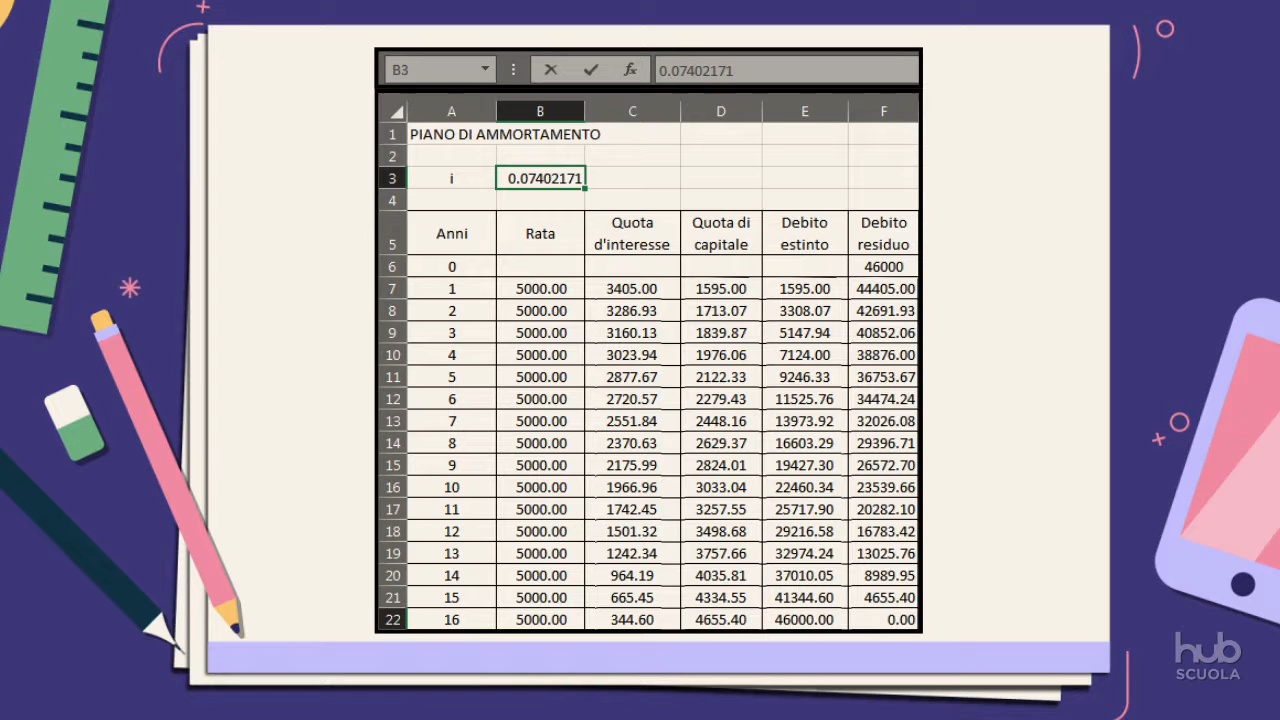 B3 0.07402171
A B C D E F
1 PIANO DI AMMORTAMENTO
2
3 i 0.07402171
4
5 Anni Rata Quota d'interesse Quota di capitale Debito estinto Debito residuo
6 0 46000
7 1 5000.00 3405.00 1595.00 1595.00 44405.00
8 2 5000.00 3286.93 1713.07 3308.07 42691.93
9 3 5000.00 3160.13 1839.87 5147.94 40852.06
10 4 5000.00 3023.94 1976.06 7124.00 38876.00
11 5 5000.00 2877.67 2122.33 9246.33 36753.67
12 6 5000.00 2720.57 2279.43 11525.76 34474.24
13 7 5000.00 2551.84 2448.16 13973.92 32026.08
14 8 5000.00 2370.63 2629.37 16603.29 29396.71
15 9 5000.00 2175.99 2824.01 19427.30 26572.70
16 10 5000.00 1966.96 3033.04 22460.34 23539.66
17 11 5000.00 1742.45 3257.55 25717.90 20282.10
18 12 5000.00 1501.32 3498.68 29216.58 16783.42
19 13 5000.00 1242.34 3757.66 32974.24 13025.76
20 14 5000.00 964.19 4035.81 37010.05 8989.95
21 15 5000.00 665.45 4334.55 41344.60 4655.40
22 16 5000.00 344.60 4655.40 46000.00 0.00
hub
SCUOLA